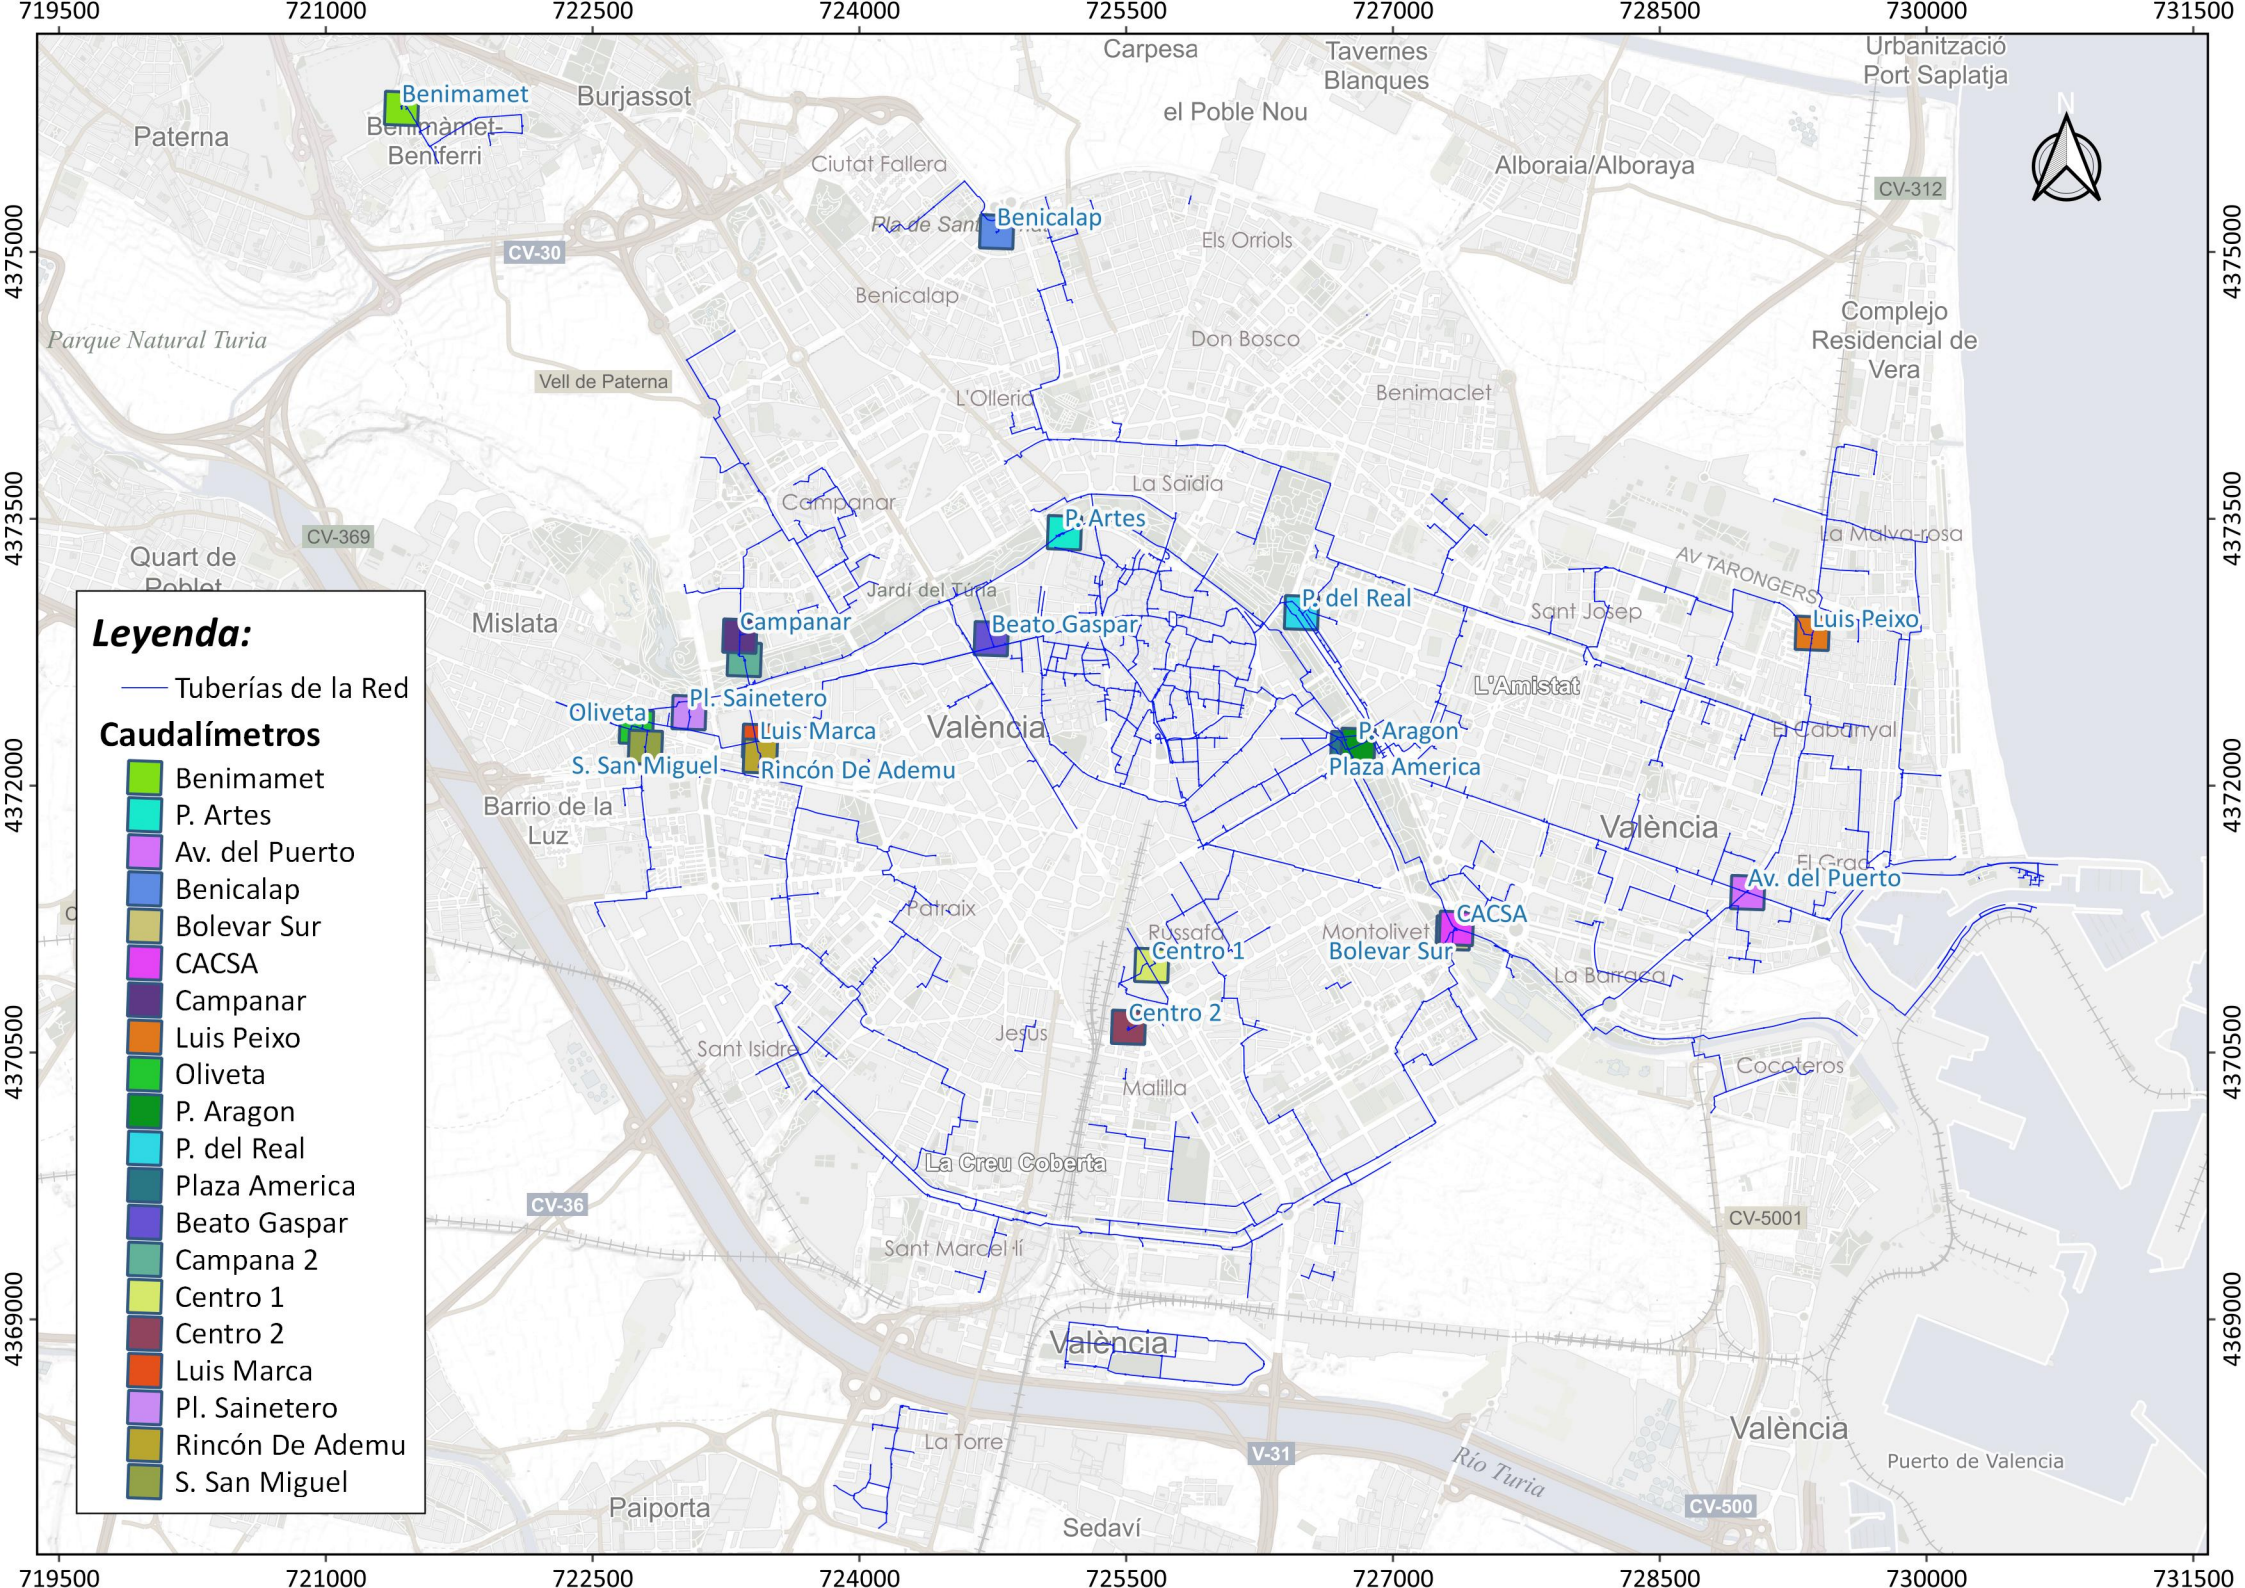 719500 721000 722500 724000 725500 727000 728500 730000 731500
Carpesa
Tavernes
Blanques
Urbanització
Port Saplatja
Benimamet
Burjassot
Paterna
Benimàmet-
Beniferri
el Poble Nou
Ciutat Fallera
Alboraia/Alboraya
N
CV-312
Benicalap
Els Orriols
CV-30
4375000
4375000
Benicalap
Complejo
Residencial de
Vera
Parque Natural Turia
Don Bosco
Vell de Paterna
L'Olleria
Benimaclet
La Saïdia
Campanar
4373500
4373500
P. Artes
CV-369
La Malva-rosa
Quart de
Poblet
AV TARONGERS
Jardí del Túria
P. del Real
Sant Josep
Mislata
Campanar
Beato Gaspar
Luis Peixo
L'Amistat
Pl. Sainetero
Oliveta
València
Luis Marca
P. Aragon
El Cabanyal
S. San Miguel
Rincón De Ademu
Plaza America
4372000
4372000
Barrio de la
Luz
València
El Grao
Av. del Puerto
Patraix
CACSA
Russafa
Montolivet
Centro 1
Bolevar Sur
La Barraca
Centro 2
Jesús
Sant Isidre
4370500
4370500
Malilla
Cocoteros
La Creu Coberta
CV-36
CV-5001
Sant Marcel·lí
4369000
4369000
València
València
La Torre
V-31
Río Turia
Puerto de Valencia
Paiporta
CV-500
Sedaví
Leyenda:
Tuberías de la Red
Caudalímetros
Benimamet
P. Artes
Av. del Puerto
Benicalap
Bolevar Sur
CACSA
Campanar
Luis Peixo
Oliveta
P. Aragon
P. del Real
Plaza America
Beato Gaspar
Campana 2
Centro 1
Centro 2
Luis Marca
Pl. Sainetero
Rincón De Ademu
S. San Miguel
719500 721000 722500 724000 725500 727000 728500 730000 731500